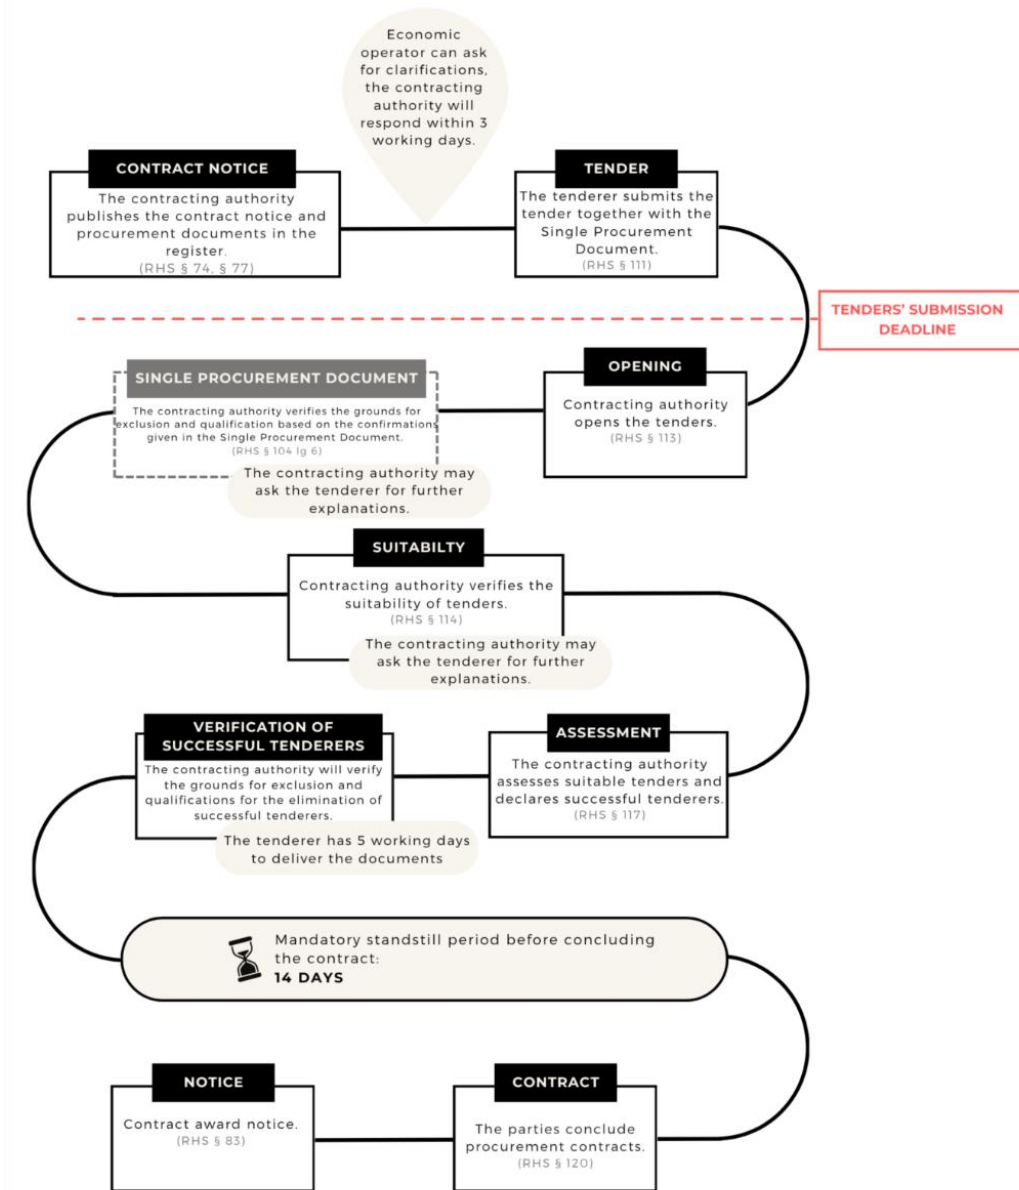 Economic
operator can ask
for clarifications,
the contracting
authority will
respond within 3
working days.
CONTRACT NOTICE
The contracting authority
publishes the contract notice and
procurement documents in the
register.
(RHS § 74, § 77)
TENDER
The tenderer submits the
tender together with the
Single Procurement
Document.
(RHS § 111)
TENDERS' SUBMISSION
DEADLINE
OPENING
Contracting authority
opens the tenders.
(RHS § 113)
SINGLE PROCUREMENT DOCUMENT
The contracting authority verifies the grounds for
exclusion and qualification based on the confirmations
given in the Single Procurement Document.
(RHS § 104 lg 6)
The contracting authority may
ask the tenderer for further
explanations.
SUITABILTY
Contracting authority verifies the
suitability of tenders.
(RHS § 114)
The contracting authority may
ask the tenderer for further
explanations.
ASSESSMENT
The contracting authority
assesses suitable tenders and
declares successful tenderers.
(RHS § 117)
VERIFICATION OF
SUCCESSFUL TENDERERS
The contracting authority will verify
the grounds for exclusion and
qualifications for the elimination of
successful tenderers.
The tenderer has 5 working days
to deliver the documents
Mandatory standstill period before concluding
the contract:
14 DAYS
CONTRACT
The parties conclude
procurement contracts.
(RHS § 120)
NOTICE
Contract award notice.
(RHS § 83)